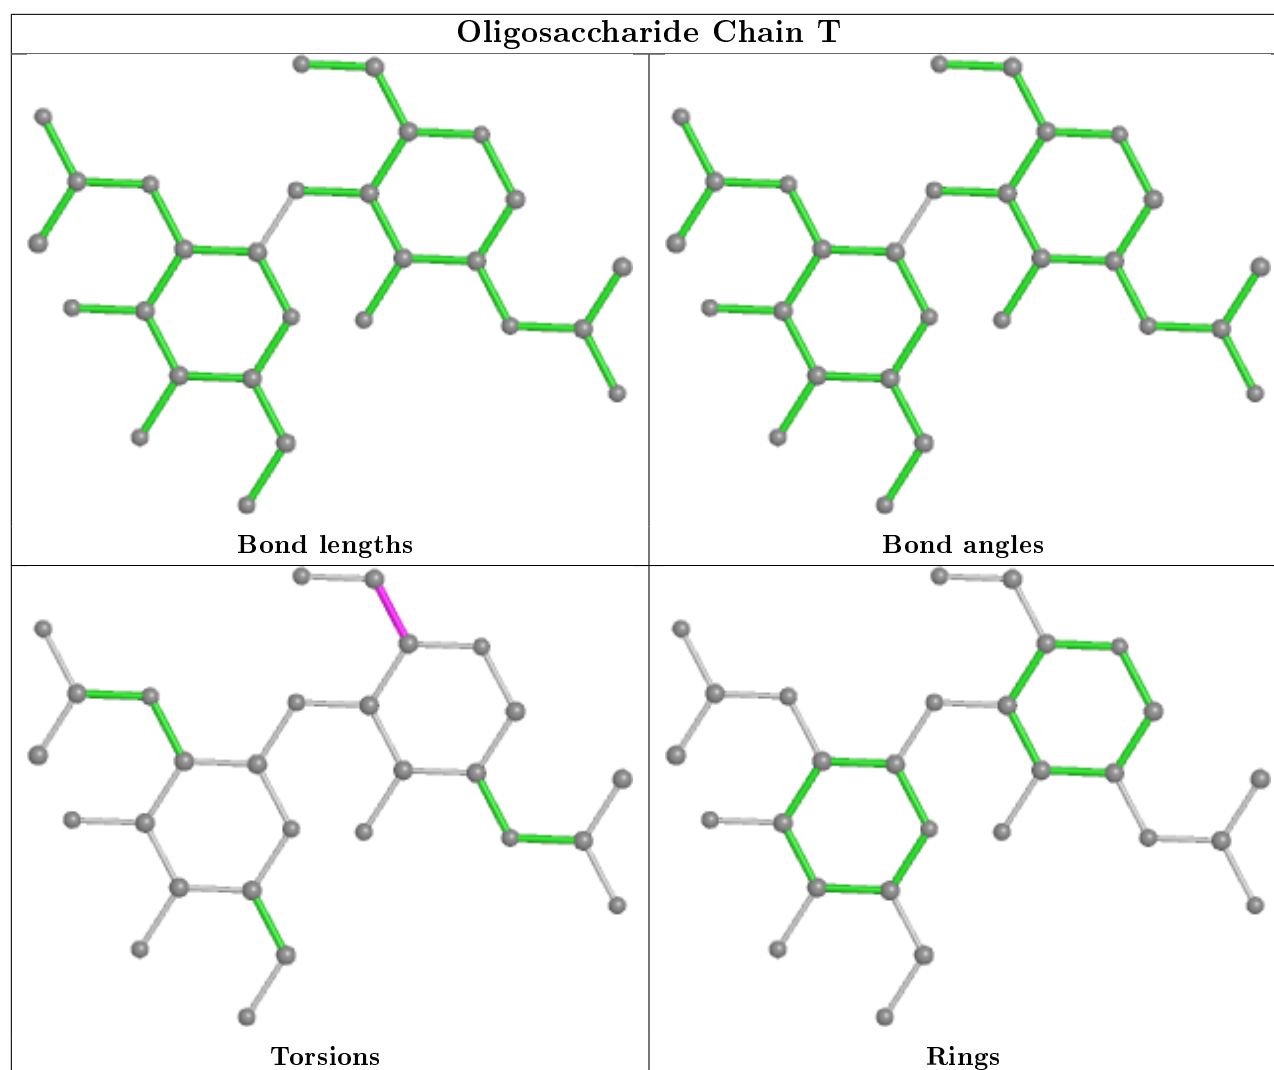 Oligosaccharide Chain T
Bond lengths
Bond angles
Torsions
Rings